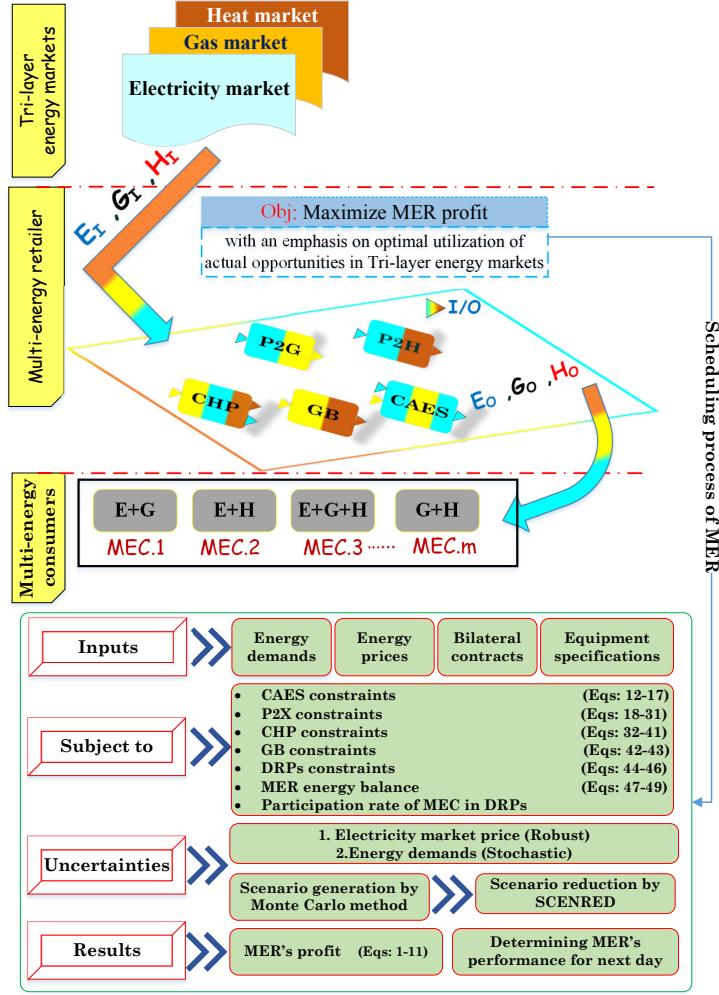 Heat market
Gas market
Electricity market
Tri-layer
energy markets
E_I , G_I , H_I
Multi-energy retailer
Obj: Maximize MER profit
with an emphasis on optimal utilization of
actual opportunities in Tri-layer energy markets
I/O
P2G
P2H
CHP
GB
CAES
E_O , G_O , H_O
Scheduling process of MER
Multi-energy
consumers
E+G
E+H
E+G+H
G+H
MEC.1
MEC.2
MEC.3 ······
MEC.m
Inputs
Energy
demands
Energy
prices
Bilateral
contracts
Equipment
specifications
Subject to
• CAES constraints (Eqs: 12-17)
• P2X constraints (Eqs: 18-31)
• CHP constraints (Eqs: 32-41)
• GB constraints (Eqs: 42-43)
• DRPs constraints (Eqs: 44-46)
• MER energy balance (Eqs: 47-49)
• Participation rate of MEC in DRPs
Uncertainties
1. Electricity market price (Robust)
2.Energy demands (Stochastic)
Scenario generation by
Monte Carlo method
Scenario reduction by
SCENRED
Results
MER's profit (Eqs: 1-11)
Determining MER's
performance for next day